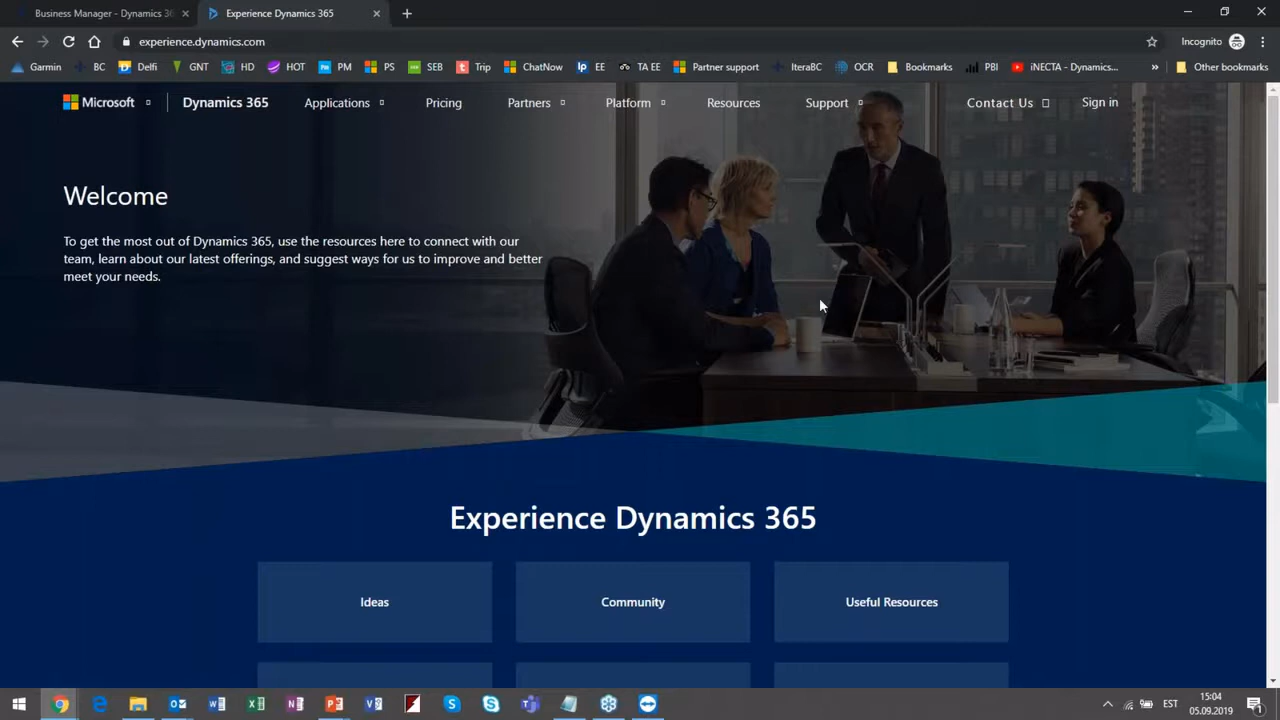 Business Manager - Dynamics 36
Experience Dynamics 365
experience.dynamics.com
Incognito
Garmin
BC
Delfi
GNT
HD
HOT
PM
PS
SEB
Trip
ChatNow
EE
TA EE
Partner support
IteraBC
OCR
Bookmarks
PBI
iNECTA - Dynamics...
»
Other bookmarks
Microsoft
Dynamics 365
Applications
Pricing
Partners
Platform
Resources
Support
Contact Us
Sign in
Welcome
To get the most out of Dynamics 365, use the resources here to connect with our
team, learn about our latest offerings, and suggest ways for us to improve and better
meet your needs.
Experience Dynamics 365
Ideas
Community
Useful Resources
EST
15:04
05.09.2019